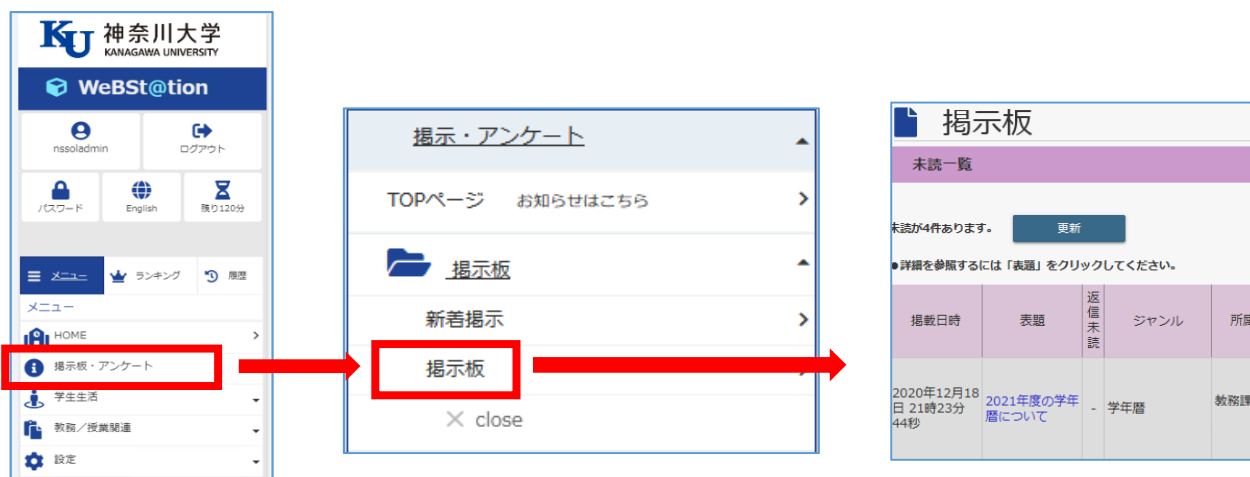 KU 神奈川大学
KANAGAWA UNIVERSITY
WeBSt@tion
nssoladmin
ログアウト
パスワード
English
残り120分
メニュー
ランキング
履歴
メニュー
HOME
掲示板・アンケート
学生生活
教務／授業関連
設定
掲示・アンケート
TOPページ お知らせはこちら
掲示板
新着掲示
掲示板
× close
掲示板
未読一覧
未読が4件あります。
更新
●詳細を参照するには「表題」をクリックしてください。
掲載日時
表題
返
信
未
読
ジャンル
所属
2020年12月18
日 21時23分
44秒
2021年度の学年
暦について
-
学年暦
教務課